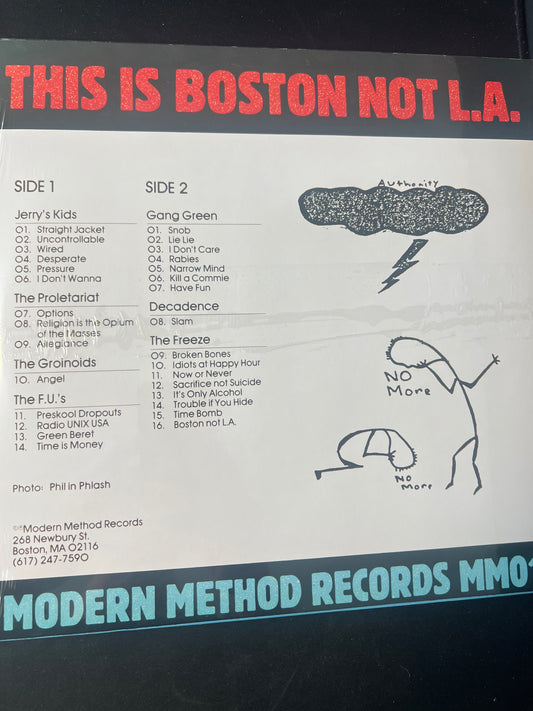 THIS IS BOSTON NOT L.A.
SIDE 1
Jerry's Kids
01. Straight Jacket
02. Uncontrollable
03. Wired
04. Desperate
05. Pressure
06. I Don't Wanna
The Proletariat
07. Options
08. Religion is the Opium
of the Masses
09. Allegiance
The Groinoids
10. Angel
The F.U.'s
11. Preskool Dropouts
12. Radio UNIX USA
13. Green Beret
14. Time is Money
SIDE 2
Gang Green
01. Snob
02. Lie Lie
03. I Don't Care
04. Rabies
05. Narrow Mind
06. Kill a Commie
07. Have Fun
Decadence
08. Slam
The Freeze
09. Broken Bones
10. Idiots at Happy Hour
11. Now or Never
12. Sacrifice not Suicide
13. It's Only Alcohol
14. Trouble if You Hide
15. Time Bomb
16. Boston not L.A.
Authority
NO
More
NO
More
Photo: Phil in Phlash
Modern Method Records
268 Newbury St.
Boston, MA 02116
(617) 247-7590
MODERN METHOD RECORDS MM01